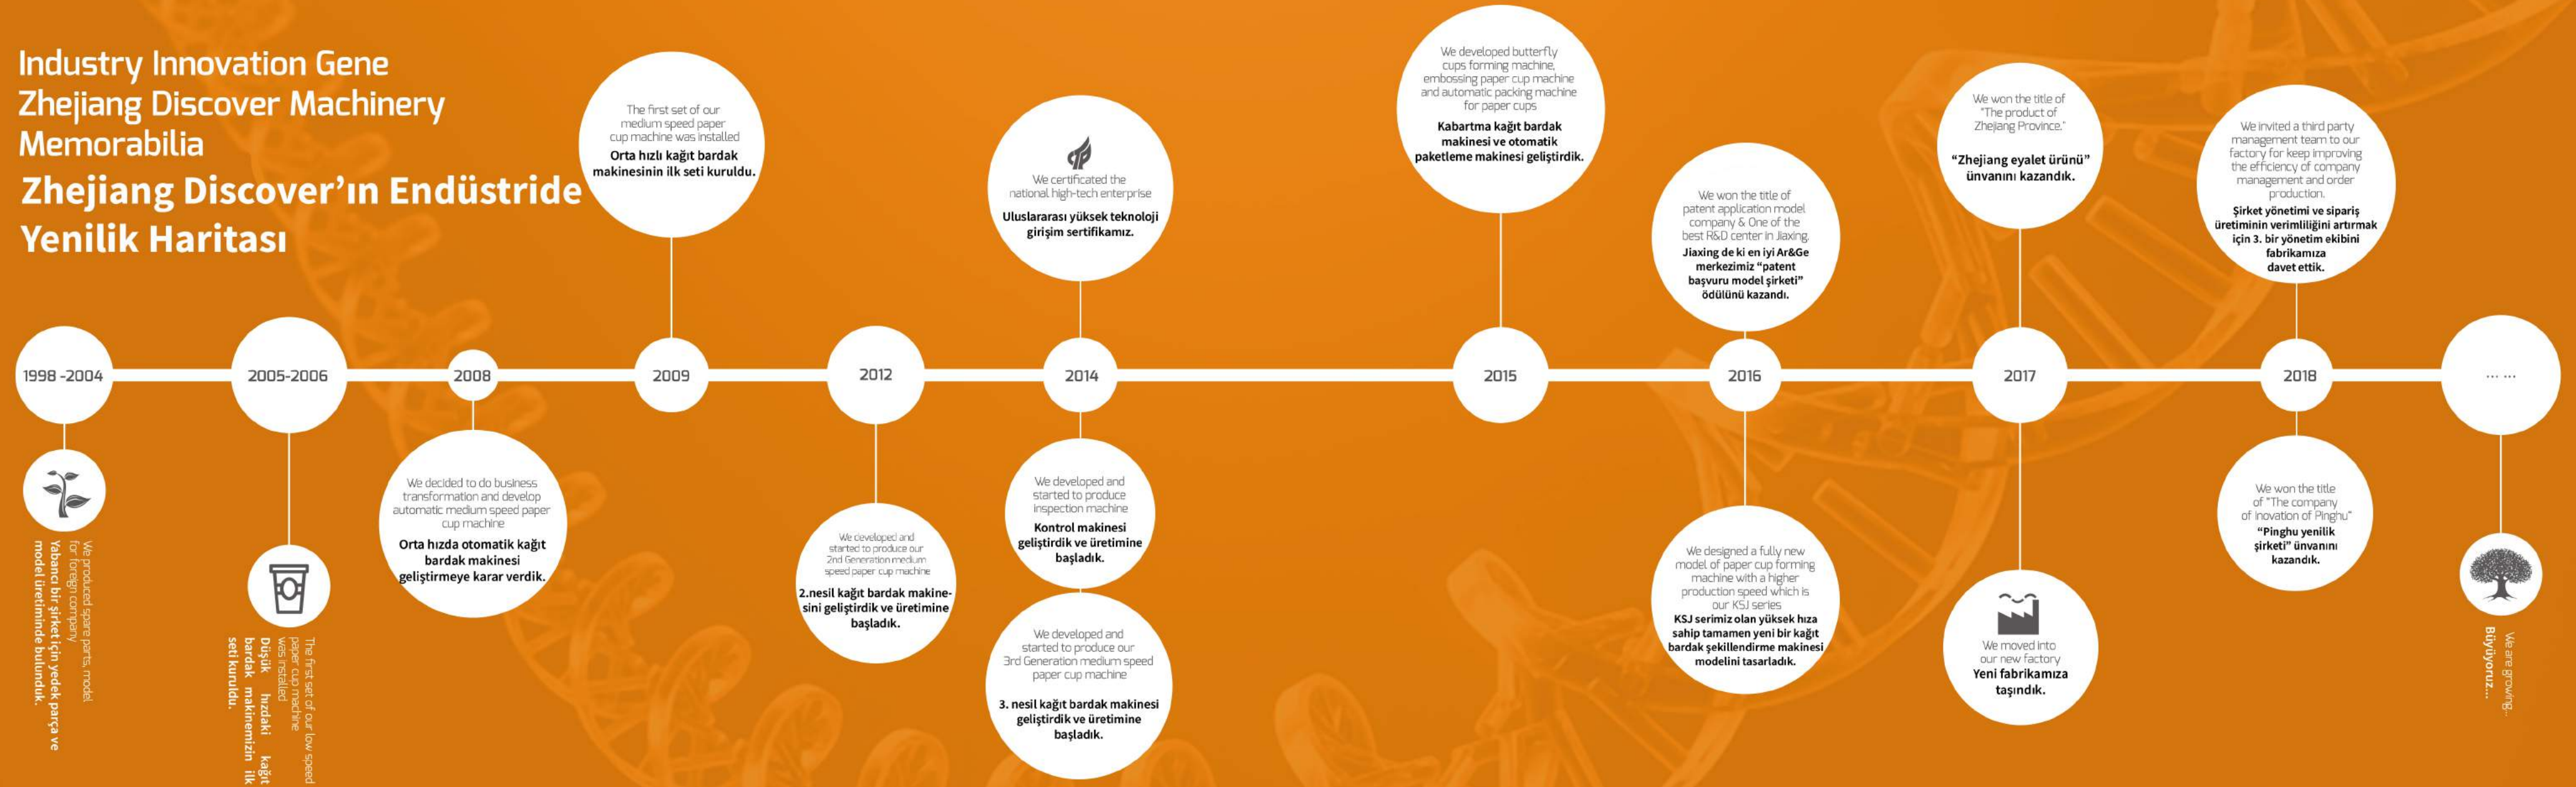 Industry Innovation Gene
Zhejiang Discover Machinery
Memorabilia
Zhejiang Discover’ın Endüstride
Yenilik Haritası
1998 -2004
We produced spare parts, model
for foreign company
Yabancı bir şirket için yedek parça ve
model üretiminde bulunduk.
2005-2006
The first set of our low speed
paper cup machine
was installed
Düşük hızdaki kağıt
bardak makinemizin ilk
seti kuruldu.
2008
We decided to do business
transformation and develop
automatic medium speed paper
cup machine
Orta hızda otomatik kağıt
bardak makinesi
geliştirmeye karar verdik.
The first set of our
medium speed paper
cup machine was installed
Orta hızlı kağıt bardak
makinesinin ilk seti kuruldu.
2009
2012
We developed and
started to produce our
2nd Generation medium
speed paper cup machine
2.nesil kağıt bardak makine-
sini geliştirdik ve üretimine
başladık.
We certificated the
national high-tech enterprise
Uluslararası yüksek teknoloji
girişim sertifikamız.
2014
We developed and
started to produce
inspection machine
Kontrol makinesi
geliştirdik ve üretimine
başladık.
We developed and
started to produce our
3rd Generation medium speed
paper cup machine
3. nesil kağıt bardak makinesi
geliştirdik ve üretimine
başladık.
We developed butterfly
cups forming machine,
embossing paper cup machine
and automatic packing machine
for paper cups
Kabartma kağıt bardak
makinesi ve otomatik
paketleme makinesi geliştirdik.
2015
We won the title of
patent application model
company & One of the
best R&D center in Jiaxing.
Jiaxing de ki en iyi Ar&Ge
merkezimiz “patent
başvuru model şirketi”
ödülünü kazandı.
2016
We designed a fully new
model of paper cup forming
machine with a higher
production speed which is
our KSJ series
KSJ serimiz olan yüksek hıza
sahip tamamen yeni bir kağıt
bardak şekillendirme makinesi
modelini tasarladık.
We won the title of
"The product of
Zhejiang Province."
“Zhejiang eyalet ürünü”
ünvanını kazandık.
2017
We moved into
our new factory
Yeni fabrikamıza
taşındık.
We invited a third party
management team to our
factory for keep improving
the efficiency of company
management and order
production.
Şirket yönetimi ve sipariş
üretiminin verimliliğini artırmak
için 3. bir yönetim ekibini
fabrikamıza
davet ettik.
2018
We won the title
of "The company
of Inovation of Pinghu"
“Pinghu yenilik
şirketi” ünvanını
kazandık.
... ...
We are growing...
Büyüyoruz...